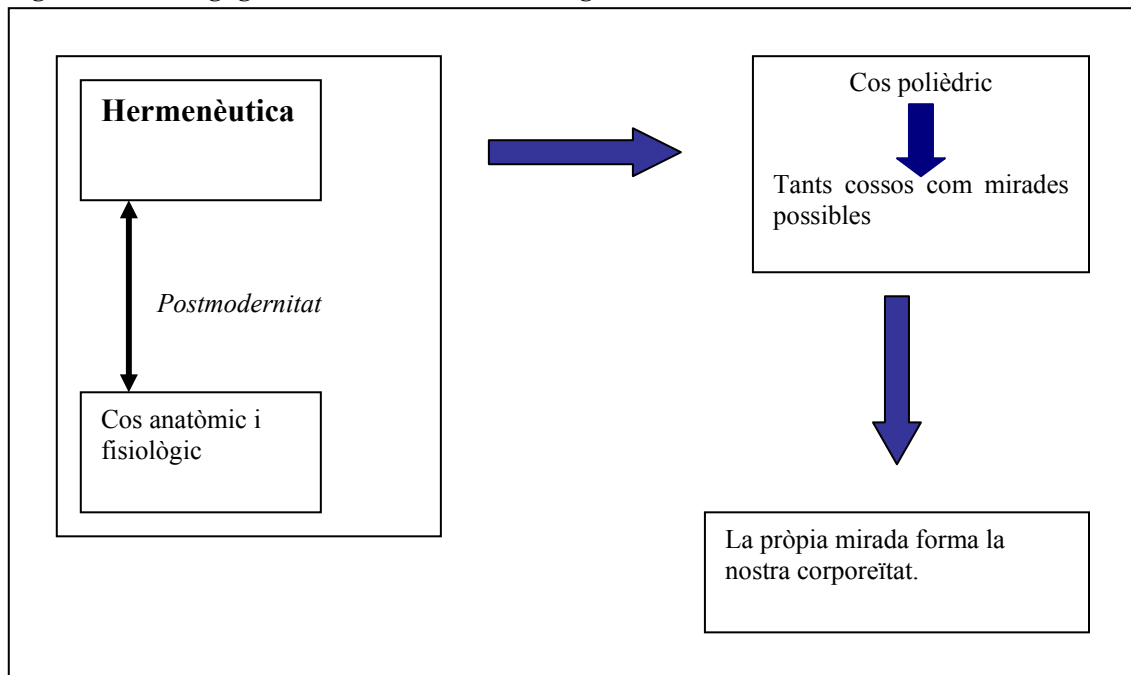 Hermenèutica
Postmodernitat
Cos anatòmic i
fisiològic
Cos polièdric
Tants cossos com mirades
possibles
La pròpia mirada forma la
nostra corporeïtat.